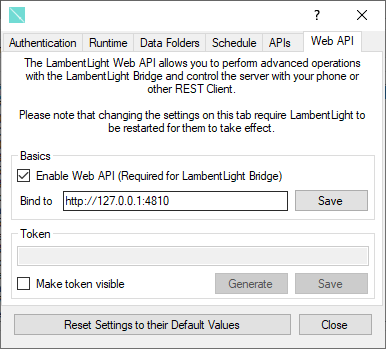 ?
Authentication Runtime Data Folders Schedule APIs Web API
The LambentLight Web API allows you to perform advanced operations
with the LambentLight Bridge and control the server with your phone or
other REST Client.
Please note that changing the settings on this tab require LambentLight to
be restarted for them to take effect.
Basics
Enable Web API (Required for LambentLight Bridge)
Bind to http://127.0.0.1:4810 Save
Token
Make token visible Generate Save
Reset Settings to their Default Values Close